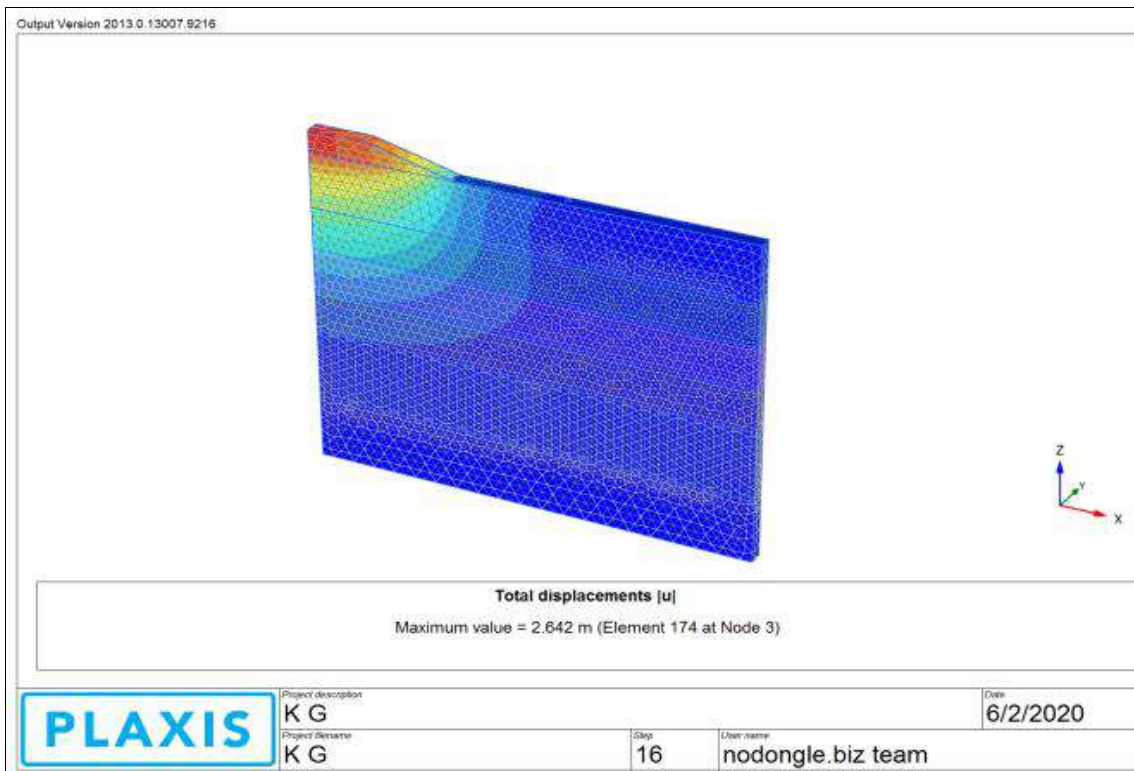 Output Version 2013.0.13007.9216
Z
Y
X
Total displacements |u|
Maximum value = 2.642 m (Element 174 at Node 3)
PLAXIS
Project description
K G
Date
6/2/2020
Project filename
K G
Step
16
User name
nodongle.biz team